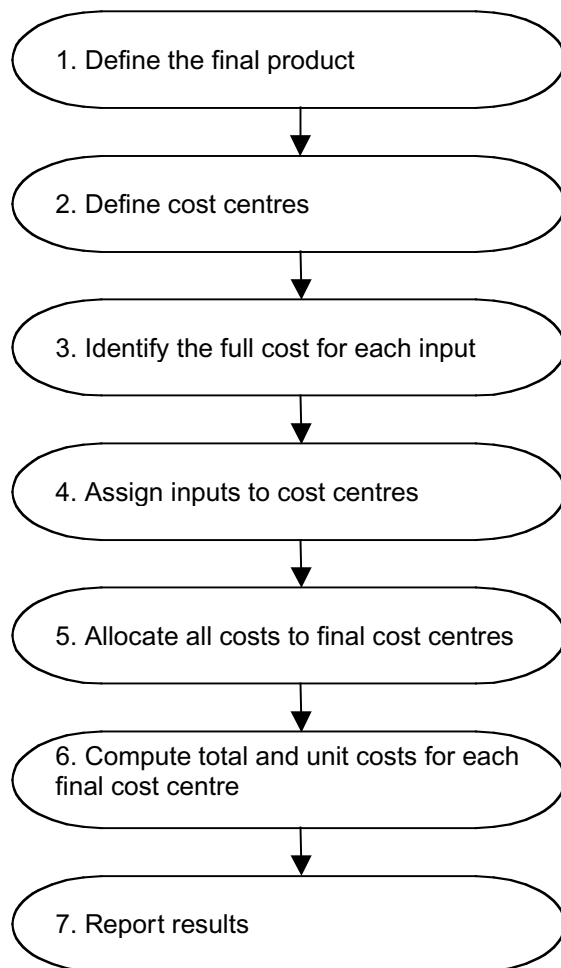 1. Define the final product
2. Define cost centres
3. Identify the full cost for each input
4. Assign inputs to cost centres
5. Allocate all costs to final cost centres
6. Compute total and unit costs for each
final cost centre
7. Report results